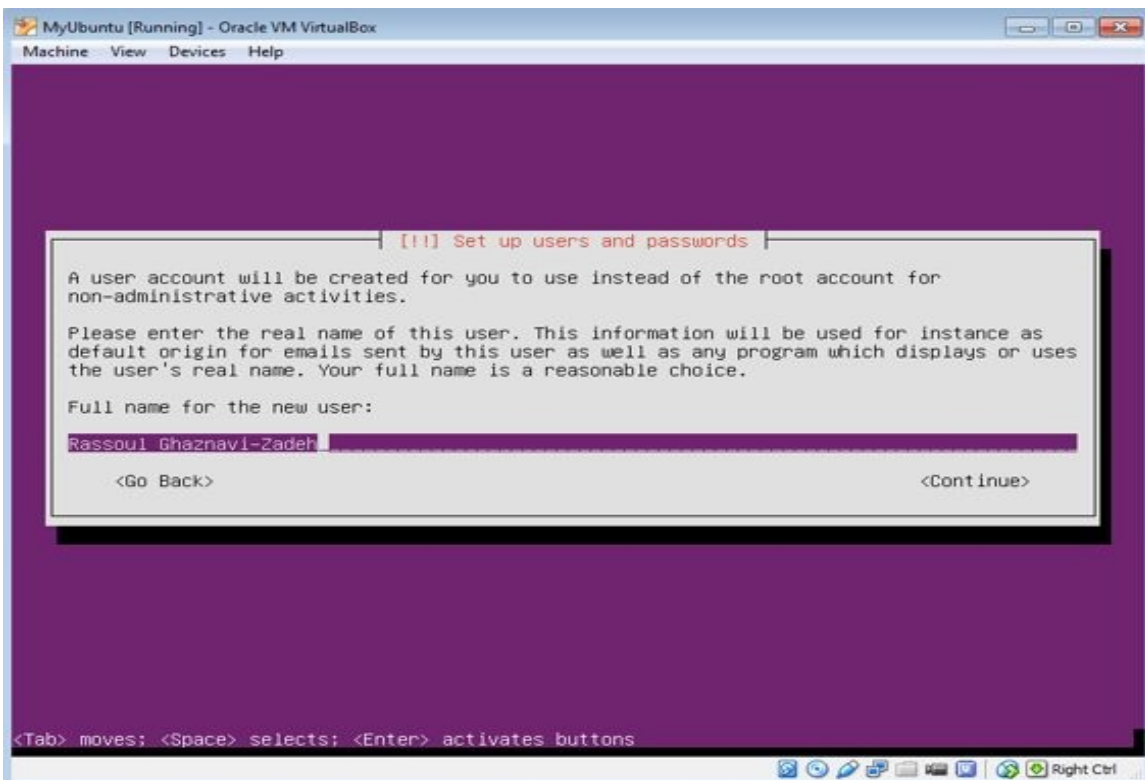 MyUbuntu [Running] - Oracle VM VirtualBox
Machine View Devices Help
[!!] Set up users and passwords
A user account will be created for you to use instead of the root account for
non-administrative activities.
Please enter the real name of this user. This information will be used for instance as
default origin for emails sent by this user as well as any program which displays or uses
the user's real name. Your full name is a reasonable choice.
Full name for the new user:
Rassoul Ghaznavi-Zadeh
<Go Back> <Continue>
<Tab> moves; <Space> selects; <Enter> activates buttons
Right Ctrl